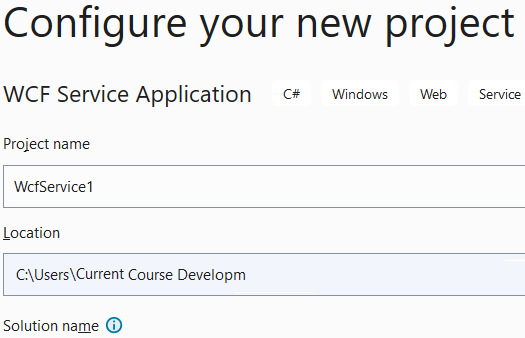 Configure your new project
WCF Service Application C# Windows Web Service
Project name
WcfService1
Location
C:\Users\Current Course Developm
Solution name